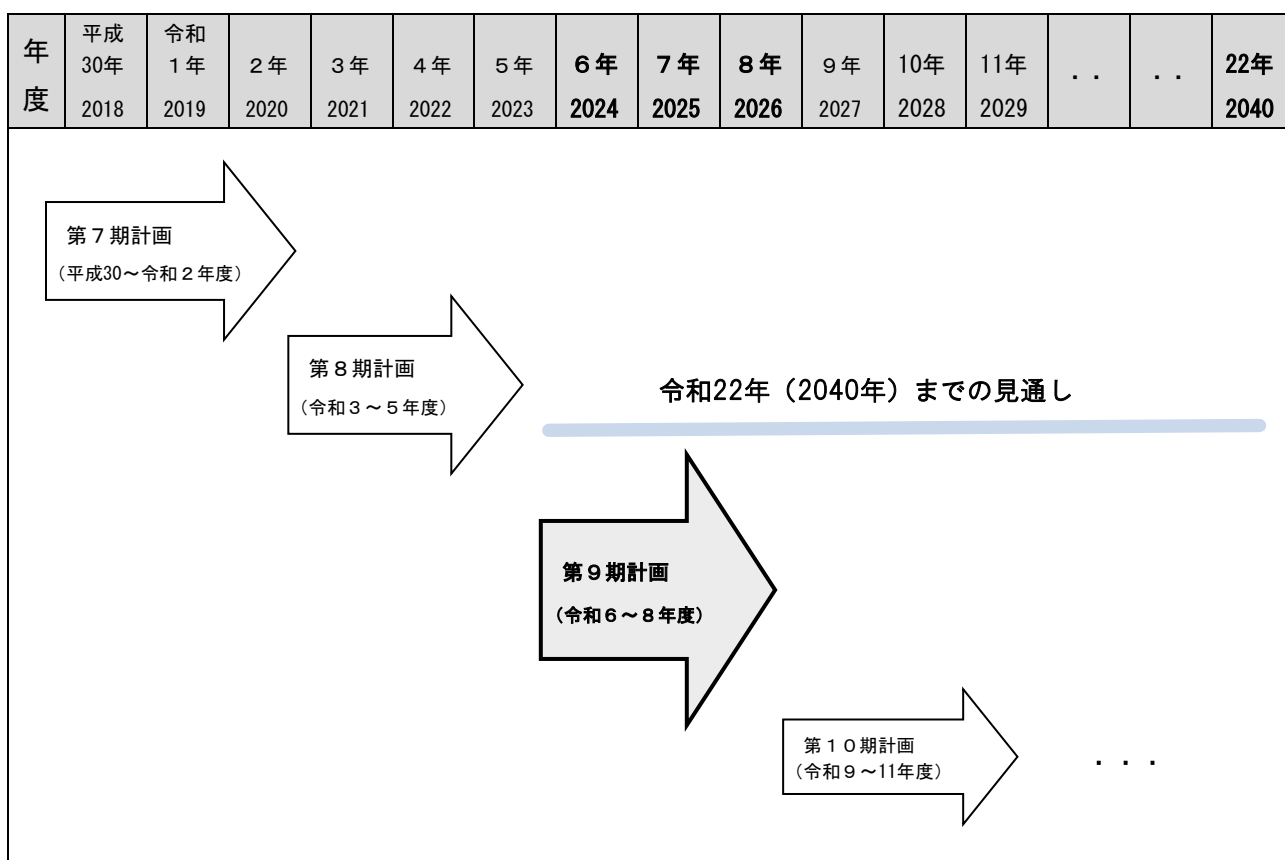 年度
平成
30年
2018
令和
1年
2019
2年
2020
3年
2021
4年
2022
5年
2023
6年
2024
7年
2025
8年
2026
9年
2027
10年
2028
11年
2029
．．
．．
22年
2040
第７期計画
（平成30～令和２年度）
第８期計画
（令和３～５年度）
令和22年（2040年）までの見通し
第９期計画
（令和６～８年度）
第１０期計画
（令和９～11年度）
．．．